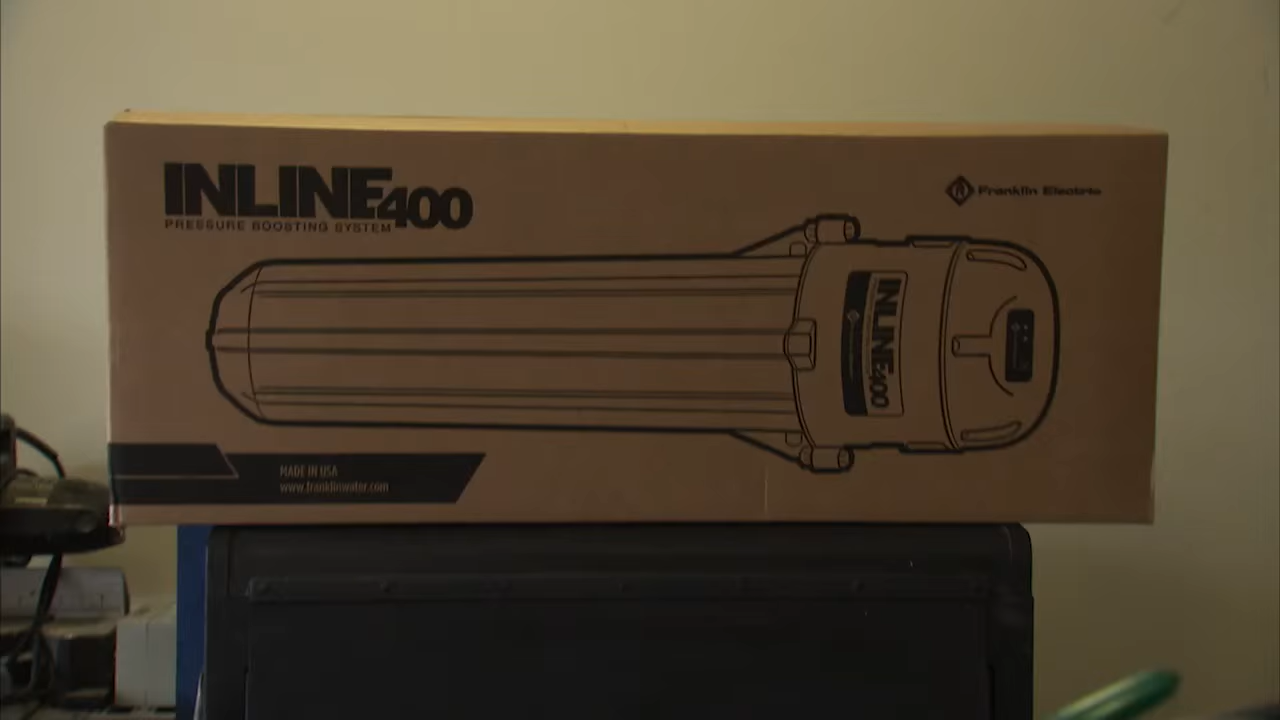 INLINE400
PRESSURE BOOSTING SYSTEM
Franklin Electric
INLINE400
MADE IN USA
www.franklinwater.com